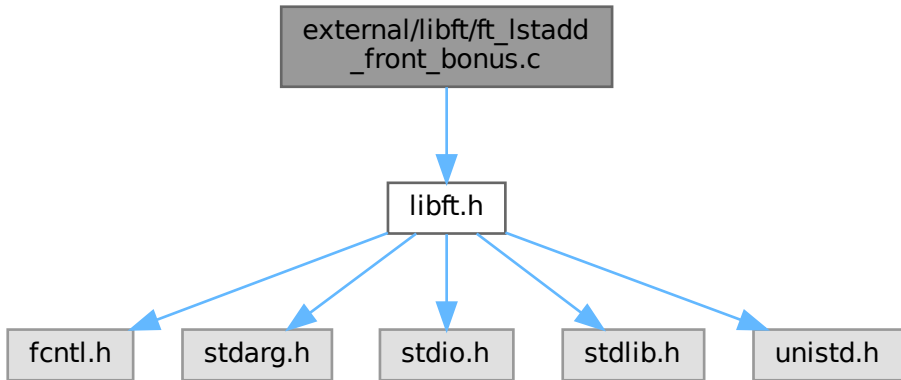 external/libft/ft_lstadd
_front_bonus.c
libft.h
fcntl.h
stdarg.h
stdio.h
stdlib.h
unistd.h